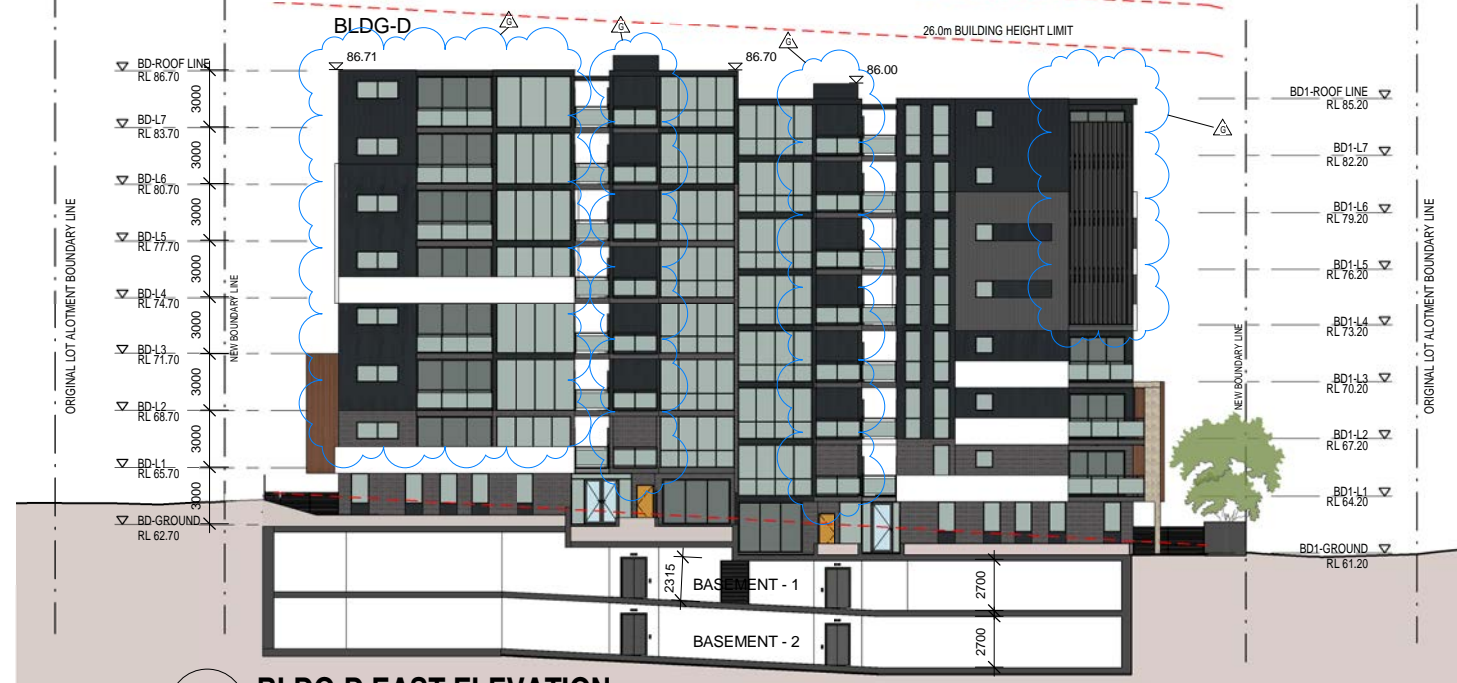 BLDG-D
G
G
G
G
26.0m BUILDING HEIGHT LIMIT
86.71
86.70
86.00
BD-ROOF LINE
RL 86.70
BD-L7
RL 83.70
BD-L6
RL 80.70
BD-L5
RL 77.70
BD-L4
RL 74.70
BD-L3
RL 71.70
BD-L2
RL 68.70
BD-L1
RL 65.70
BD-GROUND
RL 62.70
3000
3000
3000
3000
3000
3000
3000
3000
ORIGINAL LOT ALOTMENT BOUNDARY LINE
NEW BOUNDARY LINE
BD1-ROOF LINE
RL 85.20
BD1-L7
RL 82.20
BD1-L6
RL 79.20
BD1-L5
RL 76.20
BD1-L4
RL 73.20
BD1-L3
RL 70.20
BD1-L2
RL 67.20
BD1-L1
RL 64.20
BD1-GROUND
RL 61.20
NEW BOUNDARY LINE
ORIGINAL LOT ALOTMENT BOUNDARY LINE
2315
BASEMENT - 1
2700
BASEMENT - 2
2700
BLDG-D EAST ELEVATION